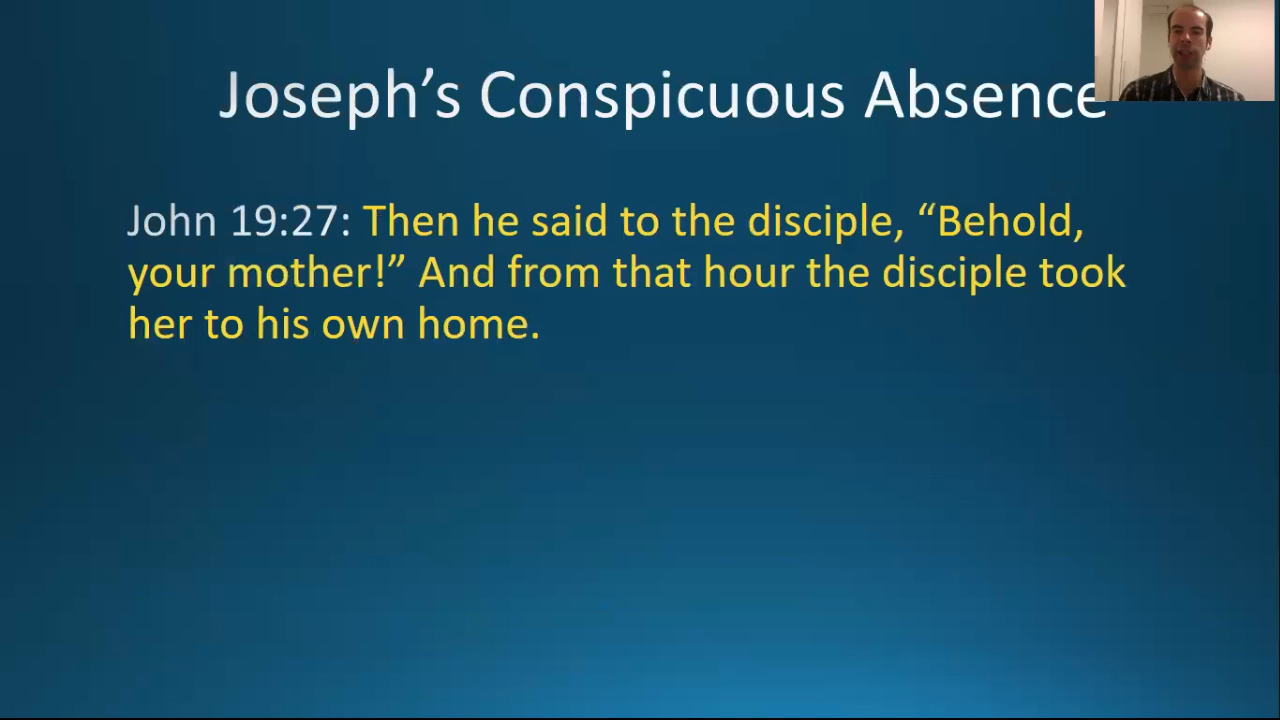 Joseph’s Conspicuous Absence
John 19:27: Then he said to the disciple, “Behold,
your mother!” And from that hour the disciple took
her to his own home.